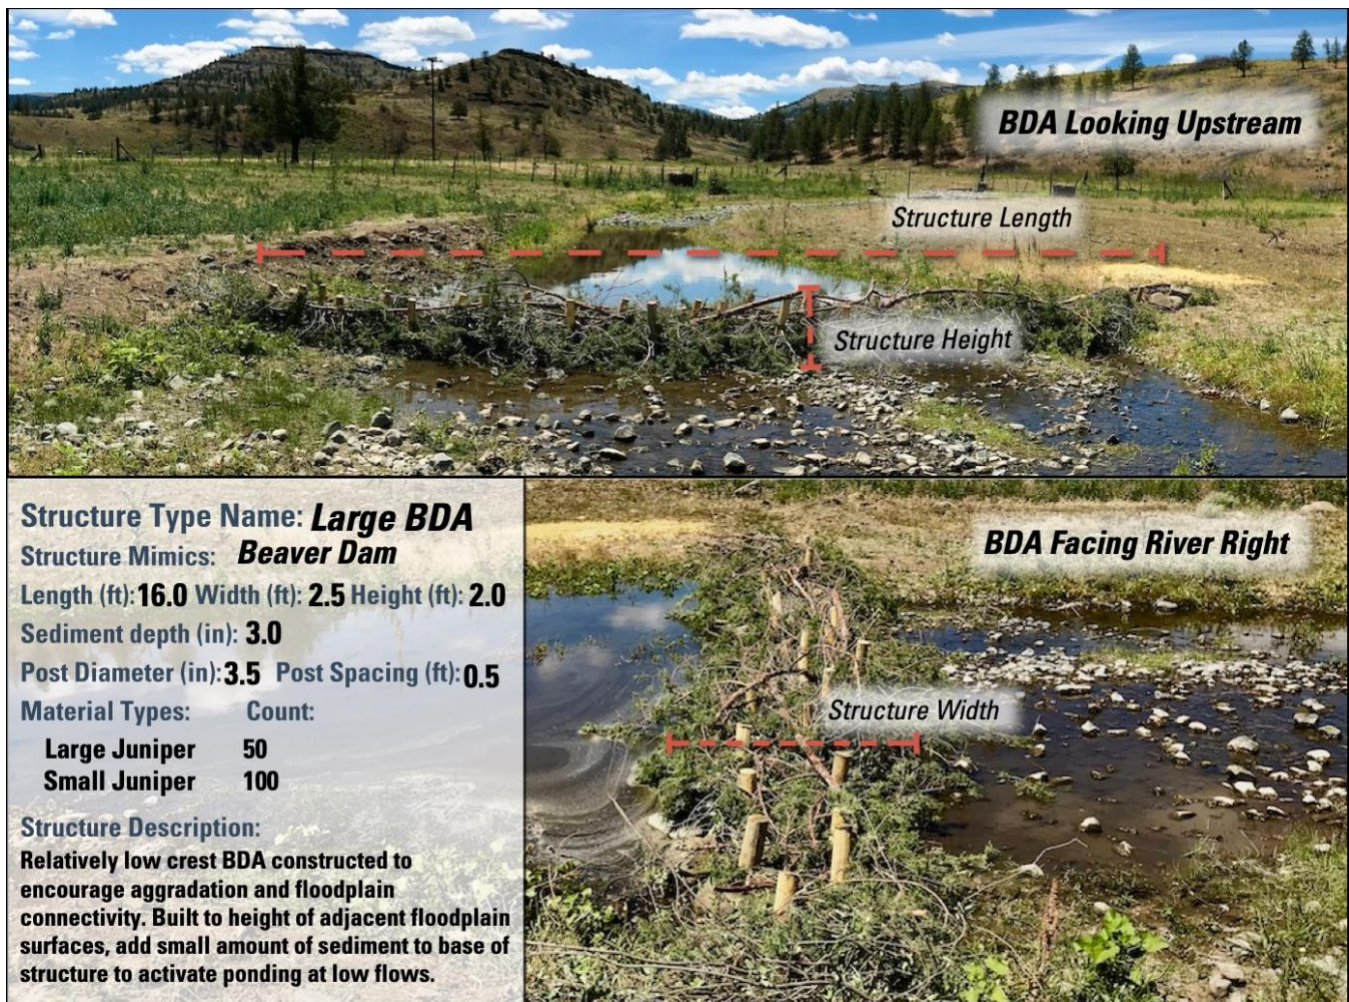 BDA Looking Upstream
Structure Length
Structure Height
Structure Type Name: Large BDA
Structure Mimics: Beaver Dam
Length (ft): 16.0 Width (ft): 2.5 Height (ft): 2.0
Sediment depth (in): 3.0
Post Diameter (in): 3.5 Post Spacing (ft): 0.5
Material Types: Count:
Large Juniper 50
Small Juniper 100
Structure Description:
Relatively low crest BDA constructed to
encourage aggradation and floodplain
connectivity. Built to height of adjacent floodplain
surfaces, add small amount of sediment to base of
structure to activate ponding at low flows.
BDA Facing River Right
Structure Width